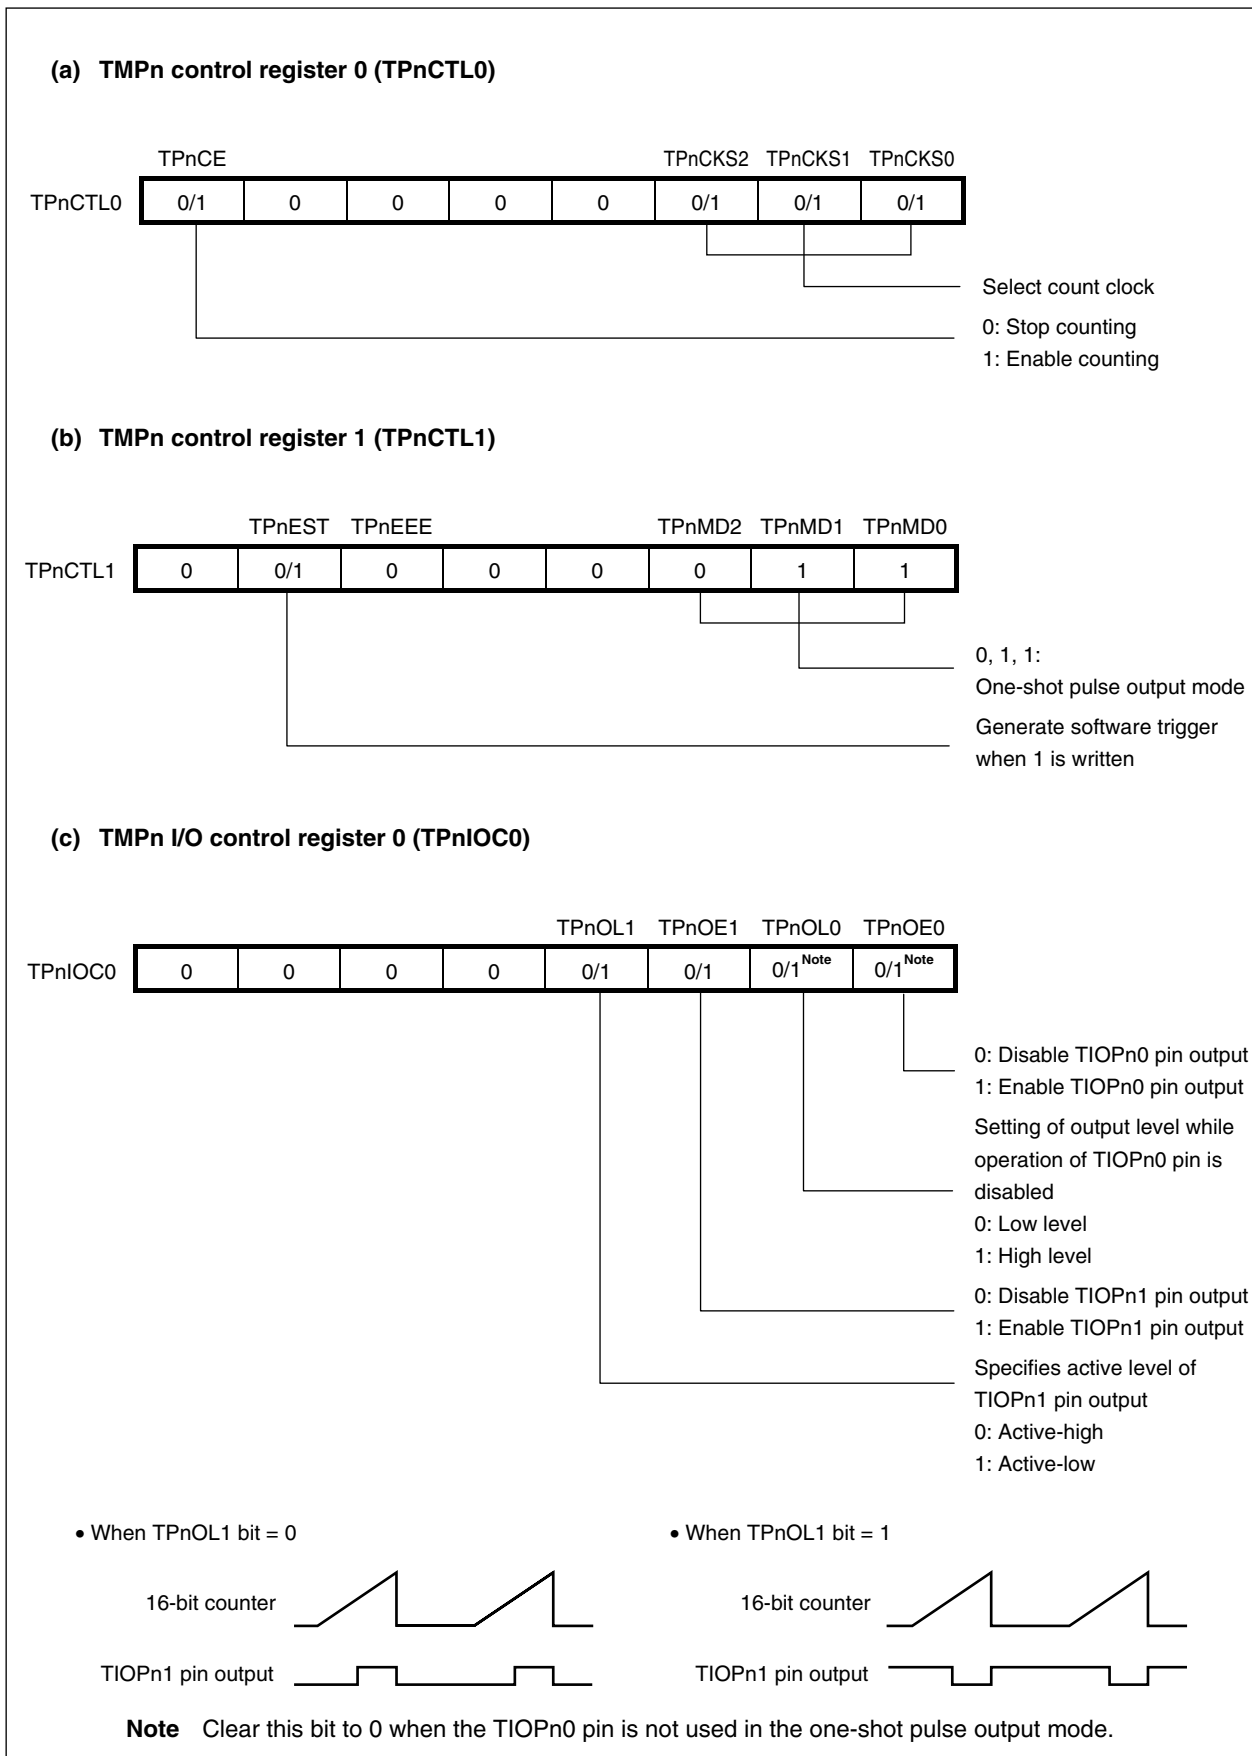 (a) TMPn control register 0 (TPnCTL0)
TPnCE TPnCKS2 TPnCKS1 TPnCKS0
TPnCTL0 0/1 0 0 0 0 0/1 0/1 0/1
Select count clock
0: Stop counting
1: Enable counting
(b) TMPn control register 1 (TPnCTL1)
TPnEST TPnEEE TPnMD2 TPnMD1 TPnMD0
TPnCTL1 0 0/1 0 0 0 0 1 1
0, 1, 1:
One-shot pulse output mode
Generate software trigger
when 1 is written
(c) TMPn I/O control register 0 (TPnIOC0)
TPnOL1 TPnOE1 TPnOL0 TPnOE0
TPnIOC0 0 0 0 0 0/1 0/1 0/1Note 0/1Note
0: Disable TIOPn0 pin output
1: Enable TIOPn0 pin output
Setting of output level while
operation of TIOPn0 pin is
disabled
0: Low level
1: High level
0: Disable TIOPn1 pin output
1: Enable TIOPn1 pin output
Specifies active level of
TIOPn1 pin output
0: Active-high
1: Active-low
• When TPnOL1 bit = 0
16-bit counter
TIOPn1 pin output
• When TPnOL1 bit = 1
16-bit counter
TIOPn1 pin output
Note Clear this bit to 0 when the TIOPn0 pin is not used in the one-shot pulse output mode.